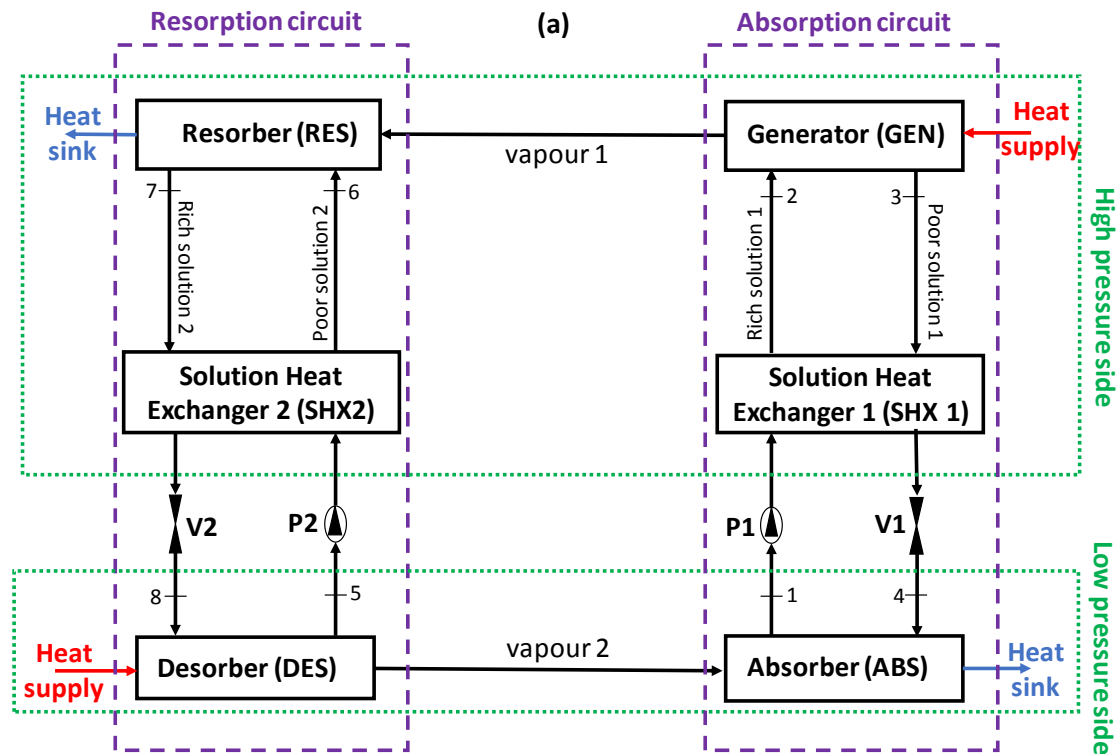 Resorption circuit
(a)
Absorption circuit
Heat
sink
Resorber (RES)
vapour 1
Generator (GEN)
Heat
supply
7
6
2
3
Rich solution 2
Poor solution 2
Rich solution 1
Poor solution 1
High pressure side
Solution Heat
Exchanger 2 (SHX2)
Solution Heat
Exchanger 1 (SHX 1)
V2
P2
P1
V1
8
5
1
4
Low pressure side
Heat
supply
Desorber (DES)
vapour 2
Absorber (ABS)
Heat
sink